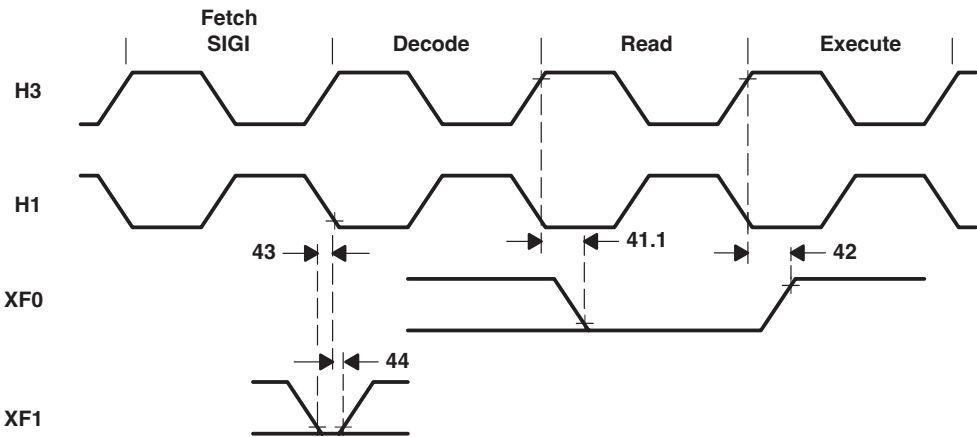 Fetch
SIGI
Decode
Read
Execute
H3
H1
43
41.1
42
XF0
44
XF1